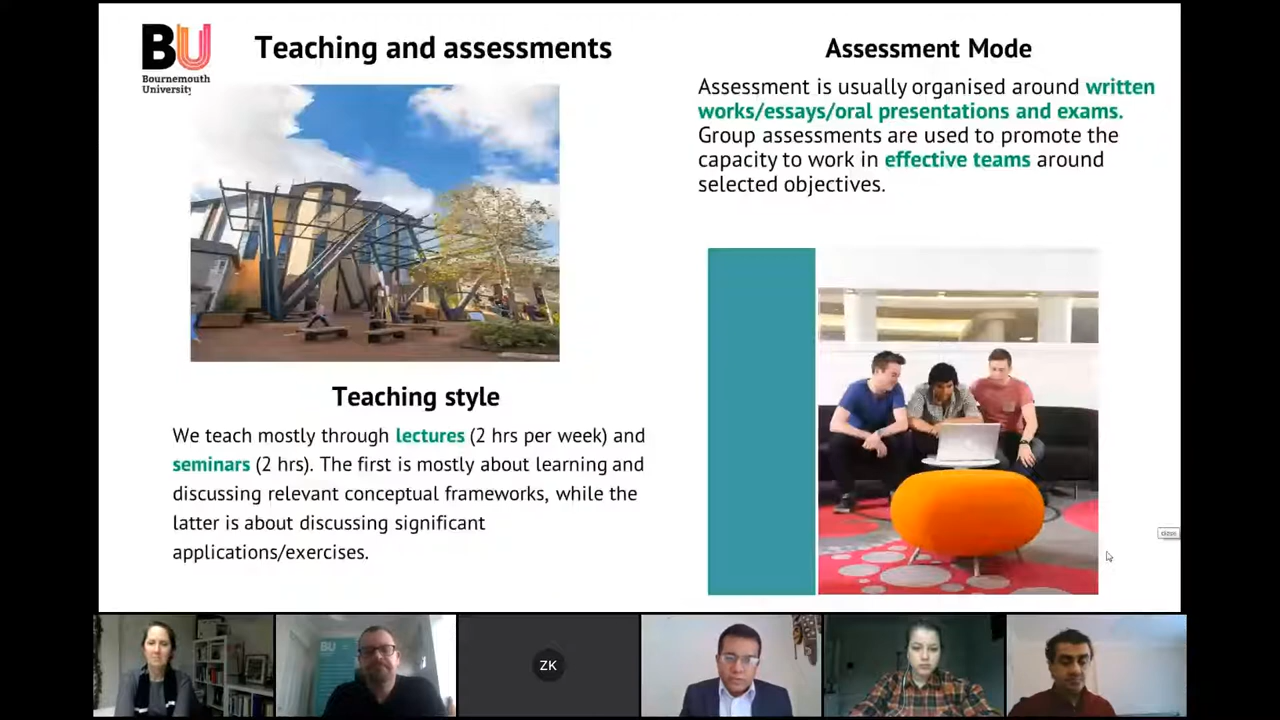 BU
Bournemouth
University
Teaching and assessments
Teaching style
We teach mostly through lectures (2 hrs per week) and
seminars (2 hrs). The first is mostly about learning and
discussing relevant conceptual frameworks, while the
latter is about discussing significant
applications/exercises.
Assessment Mode
Assessment is usually organised around written
works/essays/oral presentations and exams.
Group assessments are used to promote the
capacity to work in effective teams around
selected objectives.
BU
ZK